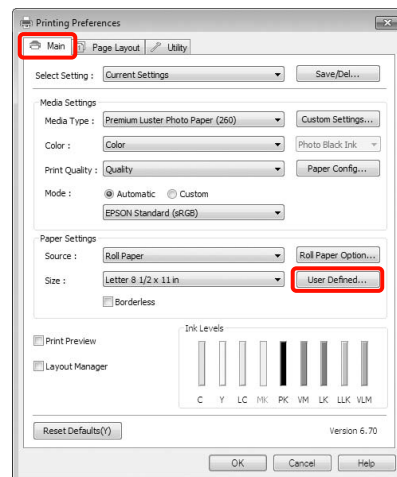 Printing Preferences
Main Page Layout Utility
Select Setting : Current Settings Save/Del...
Media Settings
Media Type : Premium Luster Photo Paper (260) Custom Settings...
Color : Color Photo Black Ink
Print Quality : Quality Paper Config...
Mode : Automatic Custom
EPSON Standard (sRGB)
Paper Settings
Source : Roll Paper Roll Paper Option...
Size : Letter 8 1/2 x 11 in User Defined...
Borderless
Ink Levels
Print Preview
Layout Manager
C Y LC MK PK VM LK LLK VLM
Reset Defaults(Y) Version 6.70
OK Cancel Help